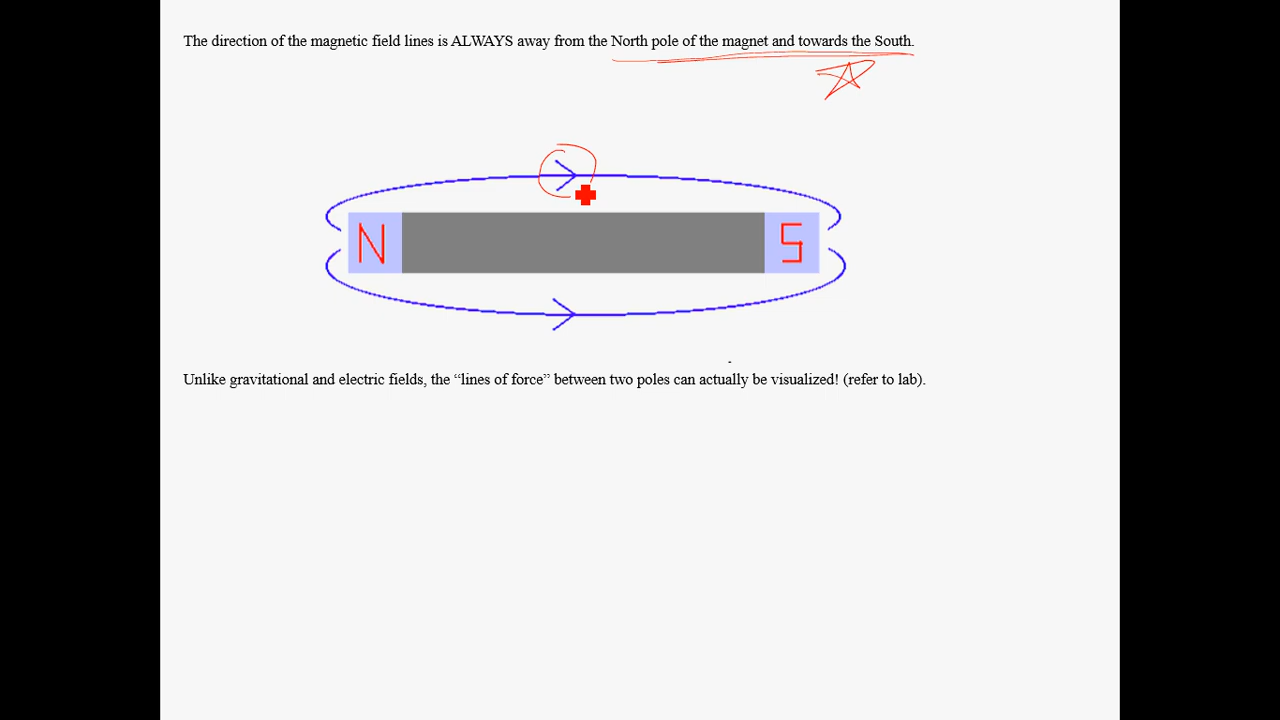 The direction of the magnetic field lines is ALWAYS away from the North pole of the magnet and towards the South.
N S
Unlike gravitational and electric fields, the “lines of force” between two poles can actually be visualized! (refer to lab).